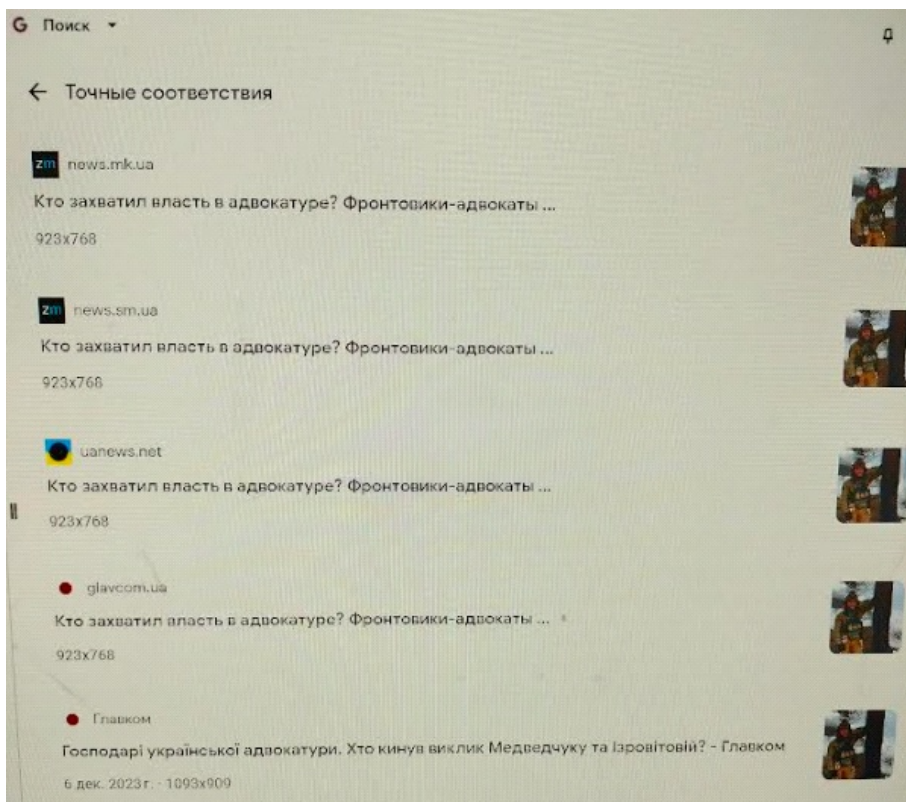 G Поиск
Точные соответствия
zm news.mk.ua
Кто захватил власть в адвокатуре? Фронтовики-адвокаты ...
923x768
zm news.sm.ua
Кто захватил власть в адвокатуре? Фронтовики-адвокаты ...
923x768
uanews.net
Кто захватил власть в адвокатуре? Фронтовики-адвокаты ...
923x768
glavcom.ua
Кто захватил власть в адвокатуре? Фронтовики-адвокаты ...
923x768
Главком
Господарі української адвокатури. Хто кинув виклик Медведчуку та Ізровітовій? - Главком
6 дек. 2023 г. · 1093x909